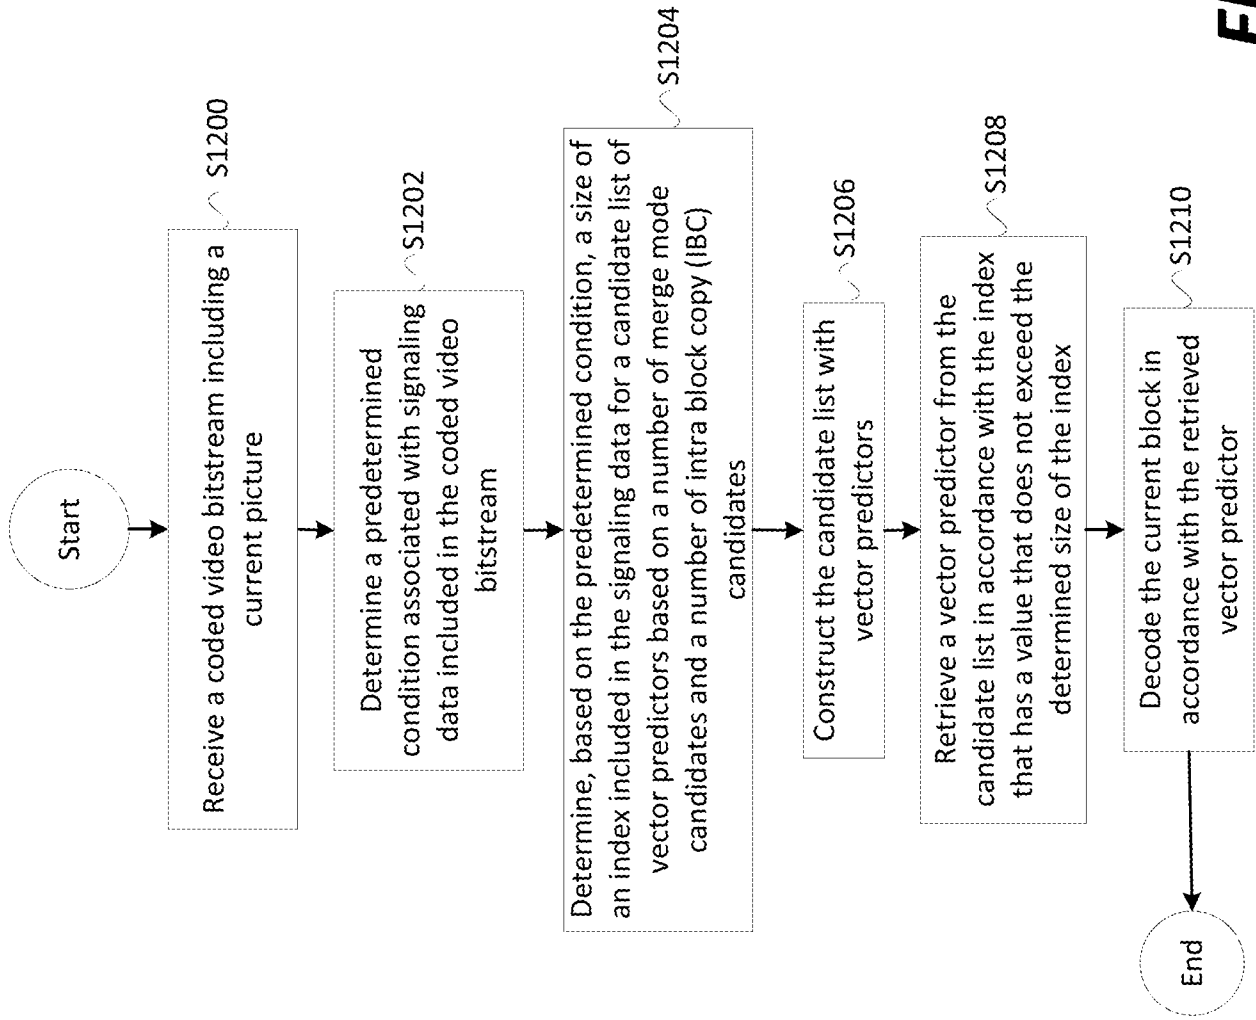 Start
Receive a coded video bitstream including a
current picture
S1200
Determine a predetermined
condition associated with signaling
data included in the coded video
bitstream
S1202
Determine, based on the predetermined condition, a size of
an index included in the signaling data for a candidate list of
vector predictors based on a number of merge mode
candidates and a number of intra block copy (IBC)
candidates
S1204
Construct the candidate list with
vector predictors
S1206
Retrieve a vector predictor from the
candidate list in accordance with the index
that has a value that does not exceed the
determined size of the index
S1208
Decode the current block in
accordance with the retrieved
vector predictor
S1210
End